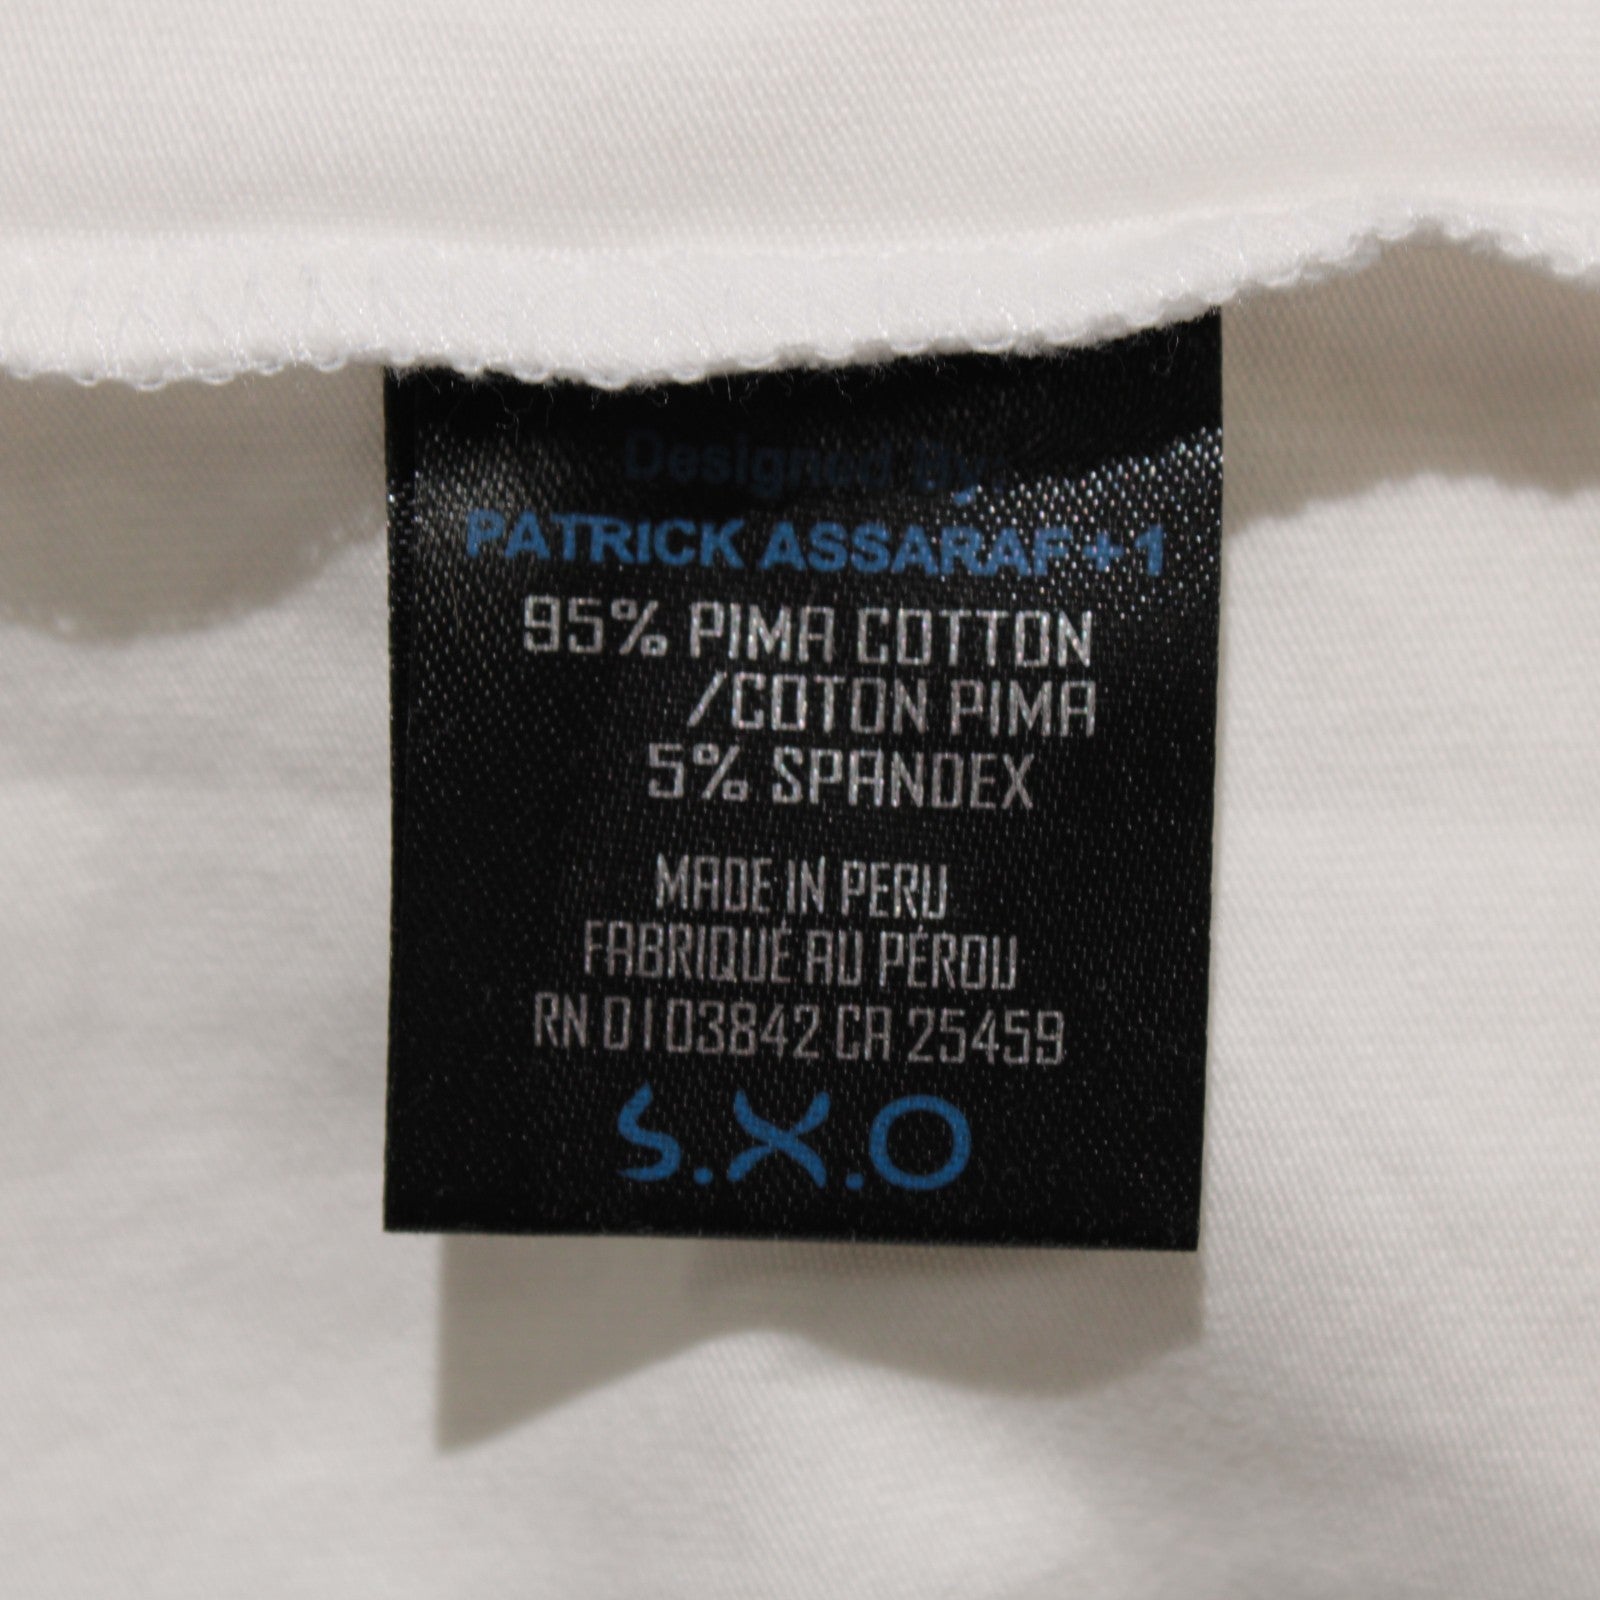 Designed By:
PATRICK ASSARAF + 1
95% PIMA COTTON
/COTON PIMA
5% SPANDEX
MADE IN PERU
FABRIQUÉ AU PÉROU
RN 0103842 CA 25459
S.X.O